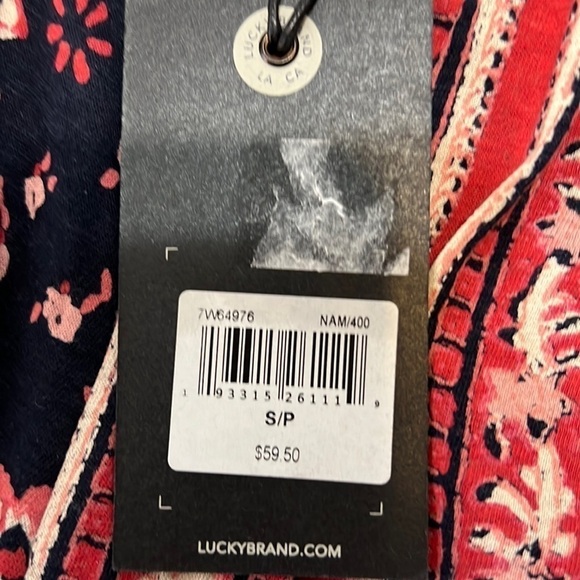 LUCKY BRAND
LA CA
7W64976 NAM/400
1 93315 26111 9
S/P
$59.50
LUCKYBRAND.COM